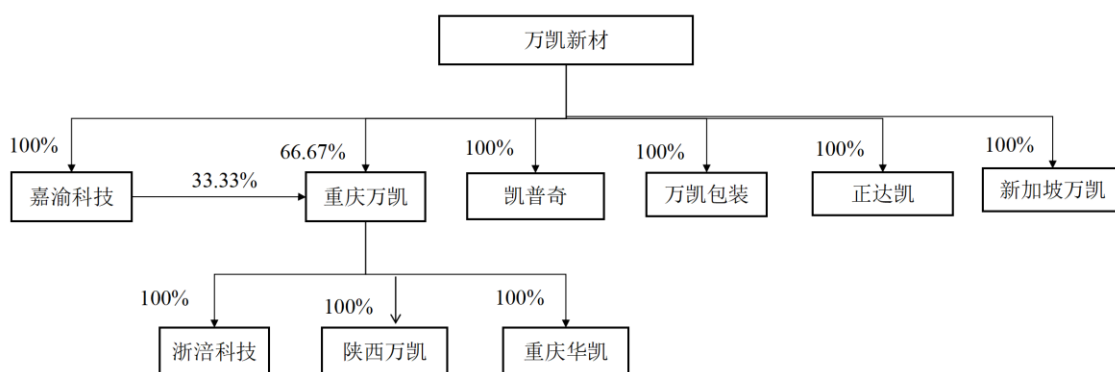 万凯新材
100%
66.67%
100%
100%
100%
100%
33.33%
嘉渝科技
重庆万凯
凯普奇
万凯包装
正达凯
新加坡万凯
100%
100%
100%
浙涪科技
陕西万凯
重庆华凯